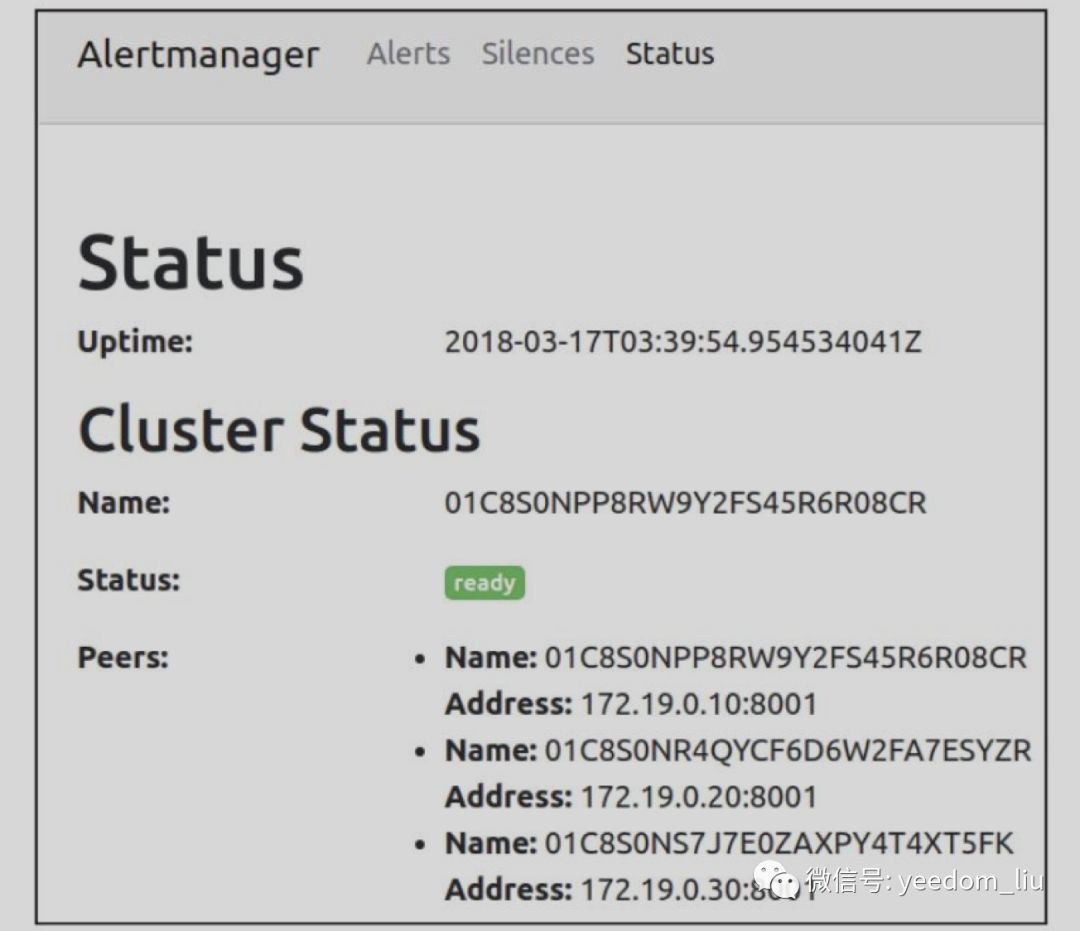 Alertmanager Alerts Silences Status
Status
Uptime: 2018-03-17T03:39:54.954534041Z
Cluster Status
Name: 01C8S0NPP8RW9Y2FS45R6R08CR
Status: ready
Peers: • Name: 01C8S0NPP8RW9Y2FS45R6R08CR
Address: 172.19.0.10:8001
• Name: 01C8S0NR4QYCF6D6W2FA7ESYZR
Address: 172.19.0.20:8001
• Name: 01C8S0NS7J7E0ZAXPY4T4XT5FK
Address: 172.19.0.30:8001
微信号: yeedom_liu